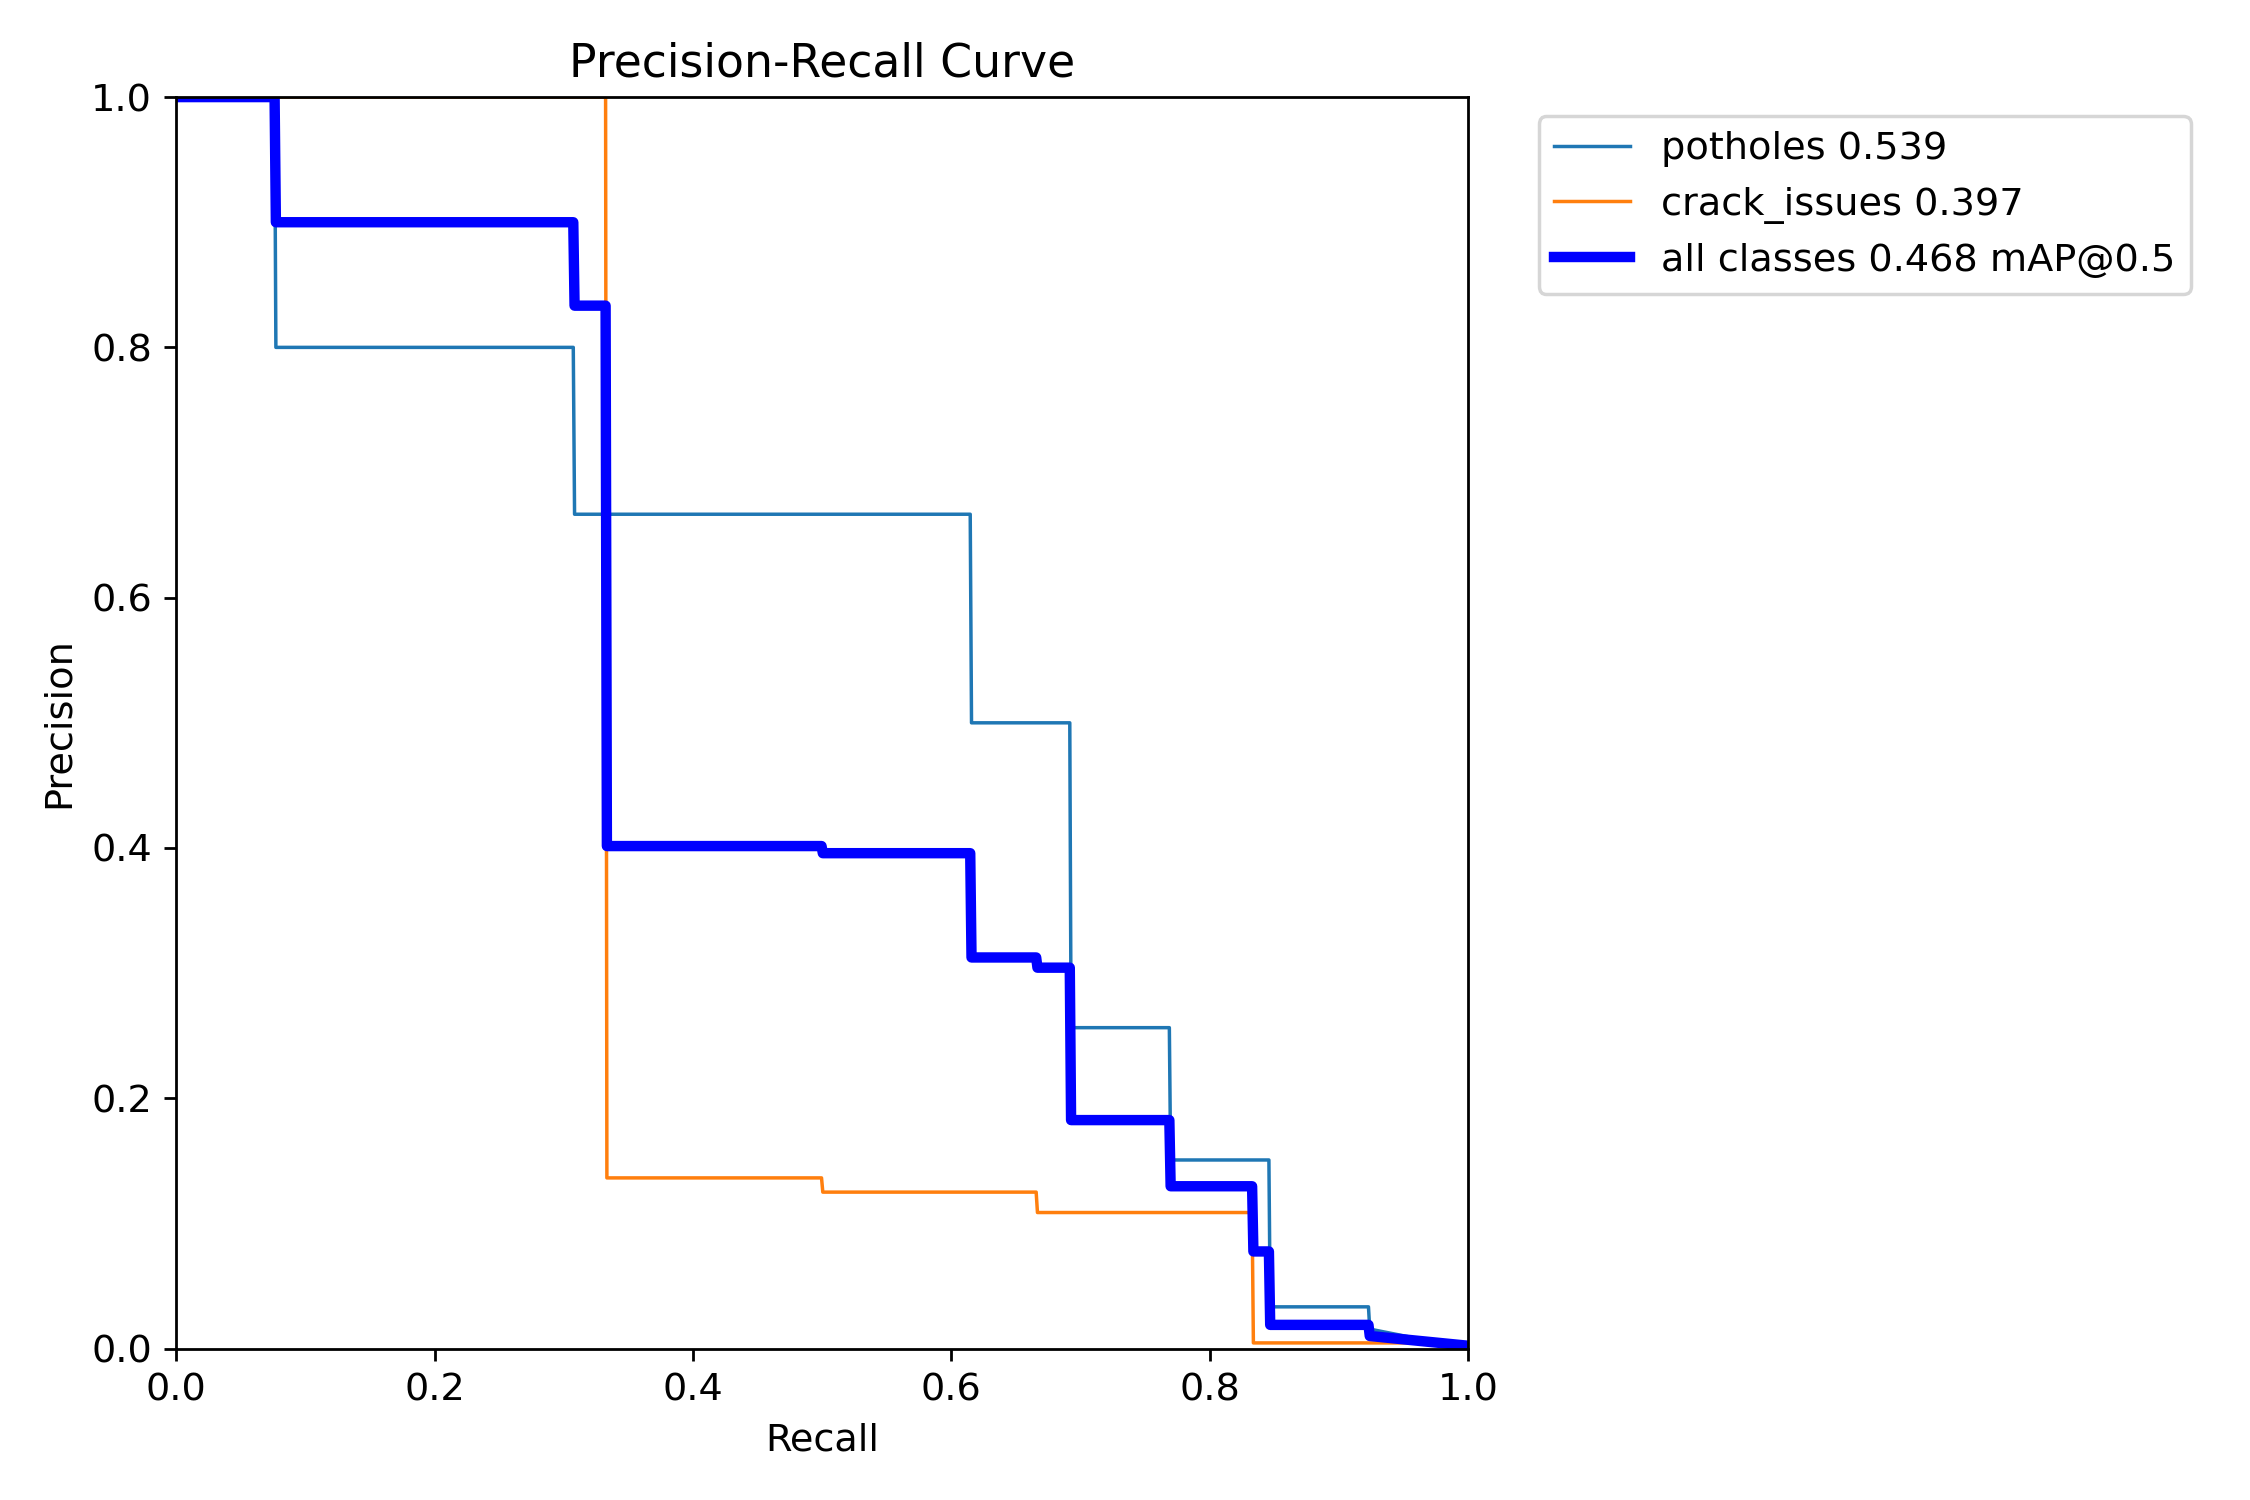 Precision-Recall Curve
1.0
0.8
0.6
0.4
0.2
0.0
Precision
0.0 0.2 0.4 0.6 0.8 1.0
Recall
potholes 0.539
crack_issues 0.397
all classes 0.468 mAP@0.5